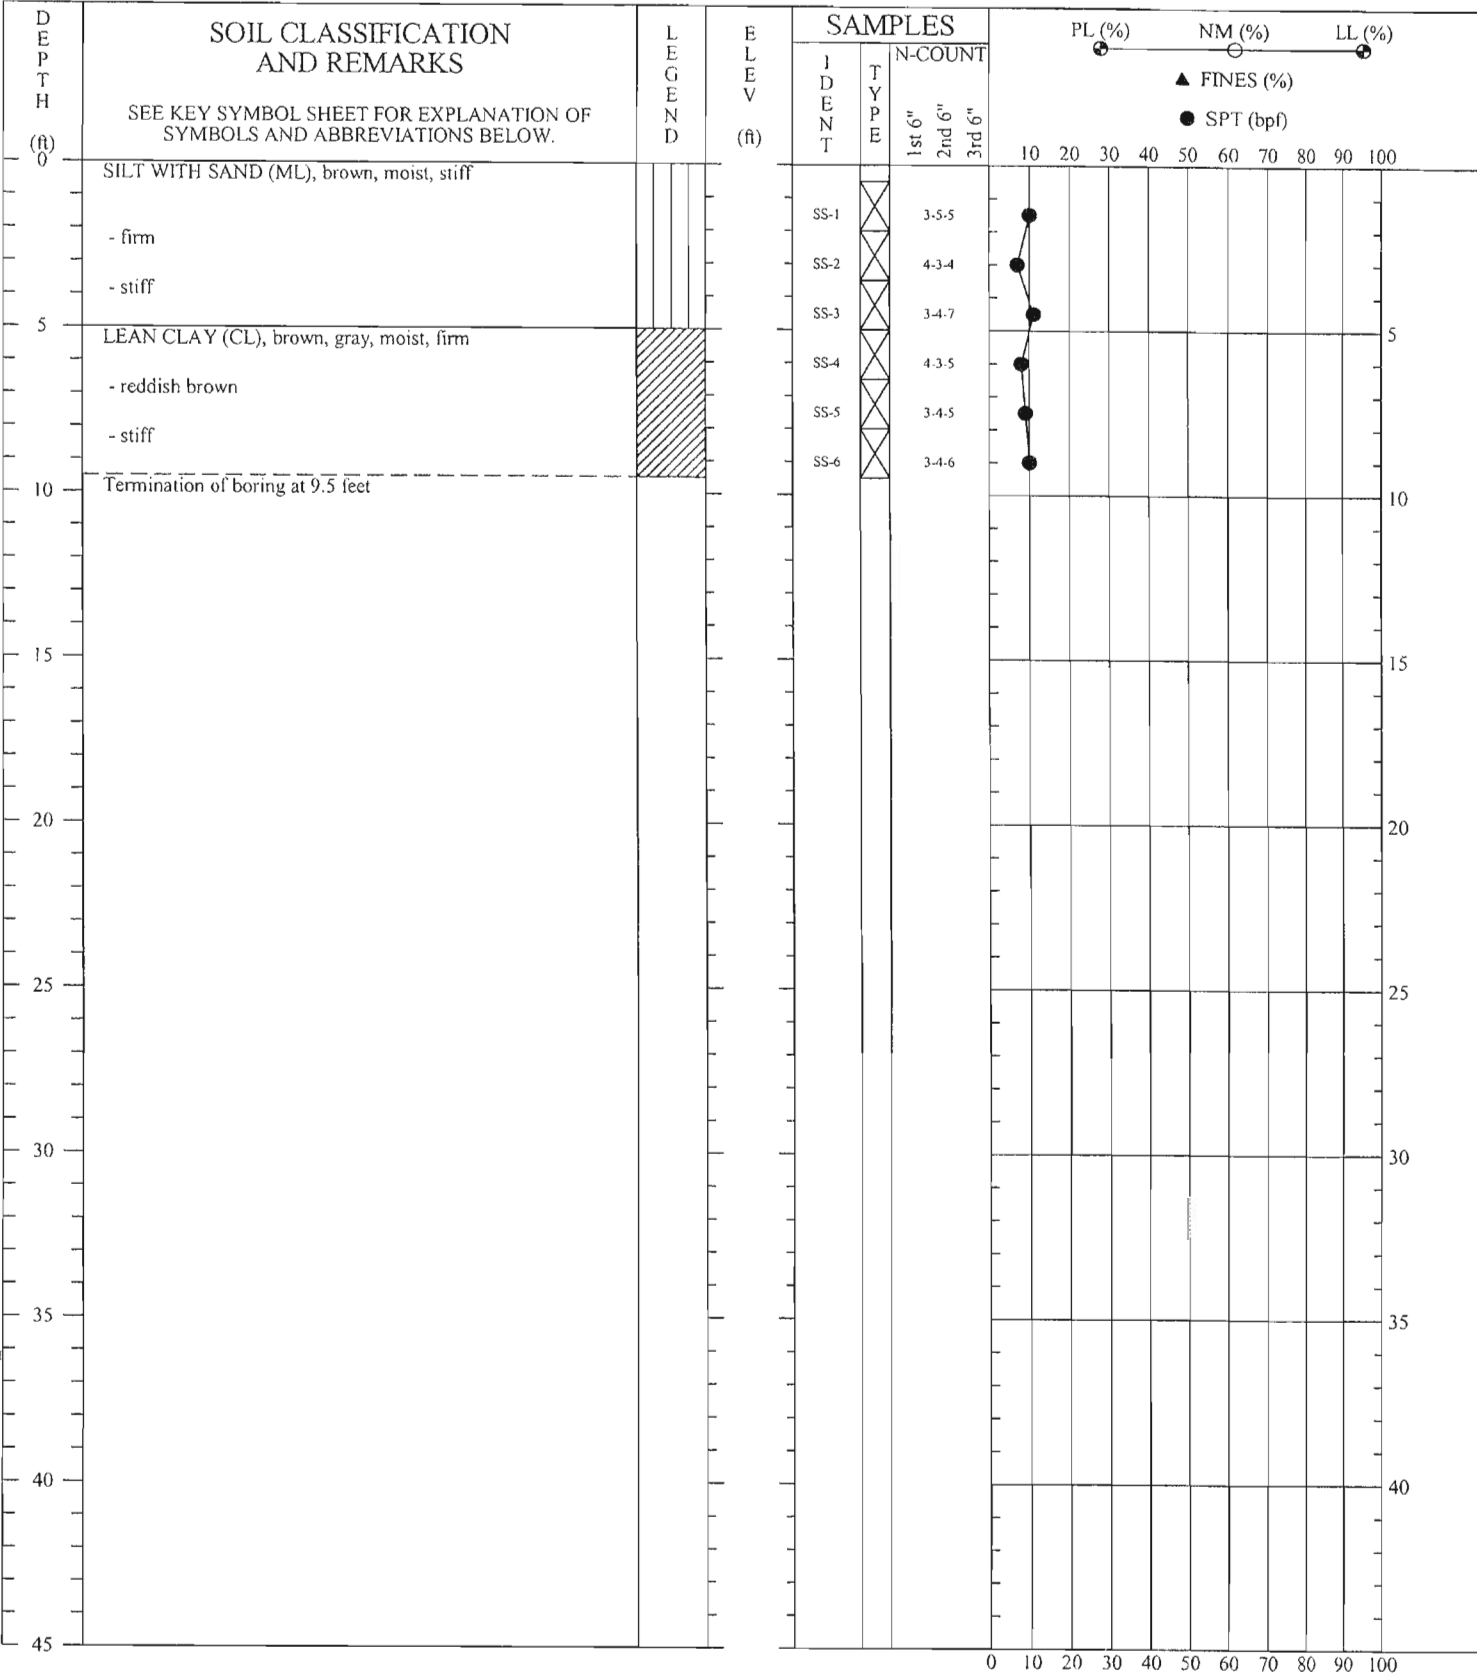 DEPTH
(ft)
SOIL CLASSIFICATION
AND REMARKS
SEE KEY SYMBOL SHEET FOR EXPLANATION OF
SYMBOLS AND ABBREVIATIONS BELOW.
LEGEND
ELEV
(ft)
SAMPLES
IDENT
TYPE
N-COUNT
1st 6"
2nd 6"
3rd 6"
PL (%) NM (%) LL (%)
▲ FINES (%)
● SPT (bpf)
10 20 30 40 50 60 70 80 90 100
0
SILT WITH SAND (ML), brown, moist, stiff
SS-1 3-5-5
- firm
SS-2 4-3-4
- stiff
SS-3 3-4-7
5 5
LEAN CLAY (CL), brown, gray, moist, firm
SS-4 4-3-5
- reddish brown
SS-5 3-4-5
- stiff
SS-6 3-4-6
10 Termination of boring at 9.5 feet 10
15 15
20 20
25 25
30 30
35 35
40 40
45
0 10 20 30 40 50 60 70 80 90 100